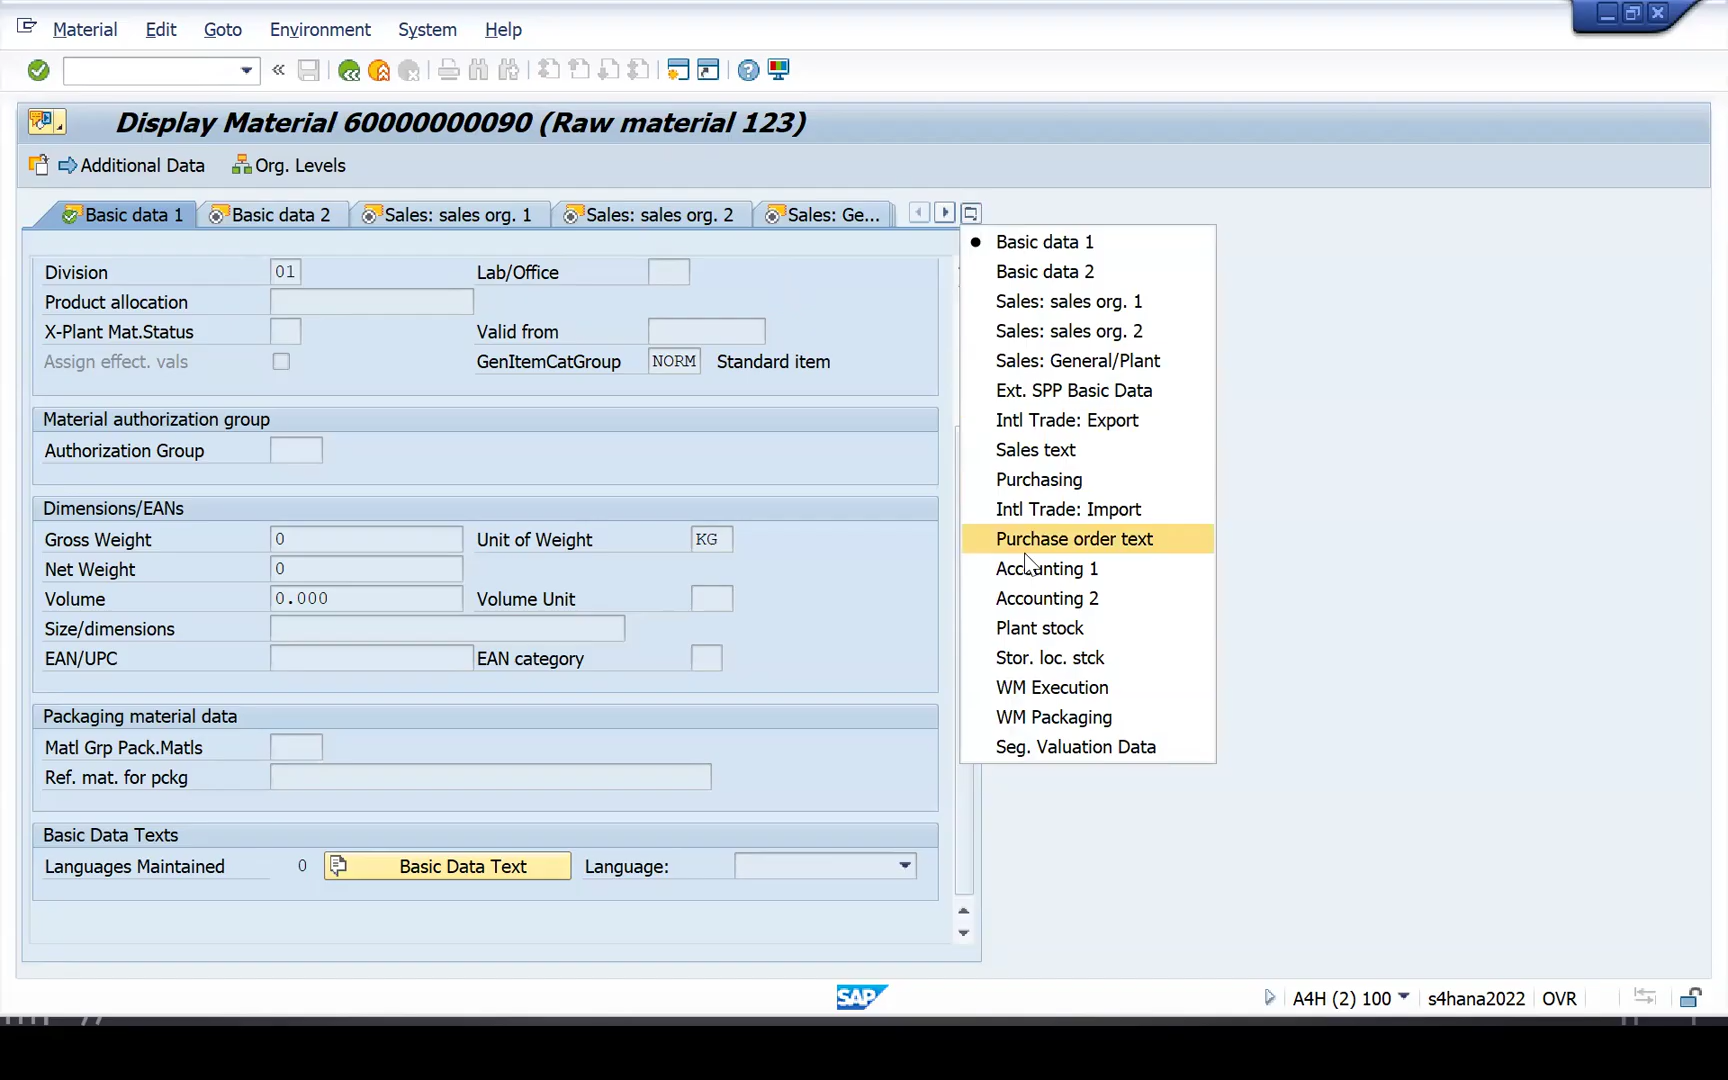 Material Edit Goto Environment System Help
Display Material 60000000090 (Raw material 123)
Additional Data Org. Levels
Basic data 1 Basic data 2 Sales: sales org. 1 Sales: sales org. 2 Sales: Ge...
Division 01 Lab/Office
Product allocation
X-Plant Mat.Status Valid from
Assign effect. vals GenItemCatGroup NORM Standard item
Material authorization group
Authorization Group
Dimensions/EANs
Gross Weight 0 Unit of Weight KG
Net Weight 0
Volume 0.000 Volume Unit
Size/dimensions
EAN/UPC EAN category
Packaging material data
Matl Grp Pack.Matls
Ref. mat. for pckg
Basic Data Texts
Languages Maintained 0 Basic Data Text Language:
Basic data 1
Basic data 2
Sales: sales org. 1
Sales: sales org. 2
Sales: General/Plant
Ext. SPP Basic Data
Intl Trade: Export
Sales text
Purchasing
Intl Trade: Import
Purchase order text
Accounting 1
Accounting 2
Plant stock
Stor. loc. stck
WM Execution
WM Packaging
Seg. Valuation Data
SAP A4H (2) 100 s4hana2022 OVR